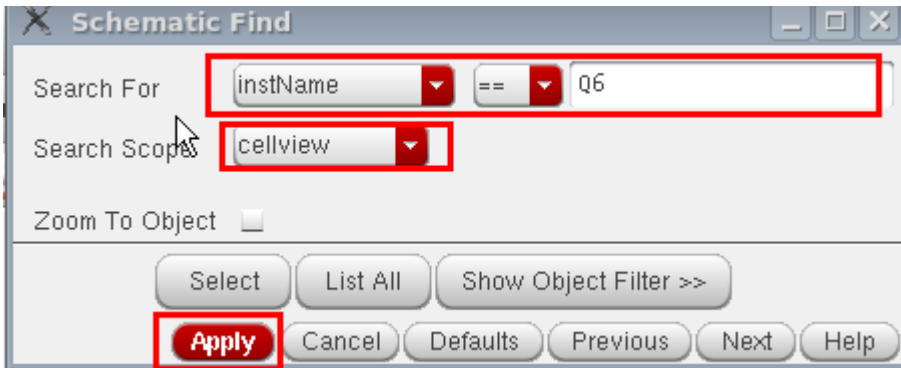 Schematic Find
Search For instName == Q6
Search Scope cellview
Zoom To Object
Select List All Show Object Filter >>
Apply Cancel Defaults Previous Next Help